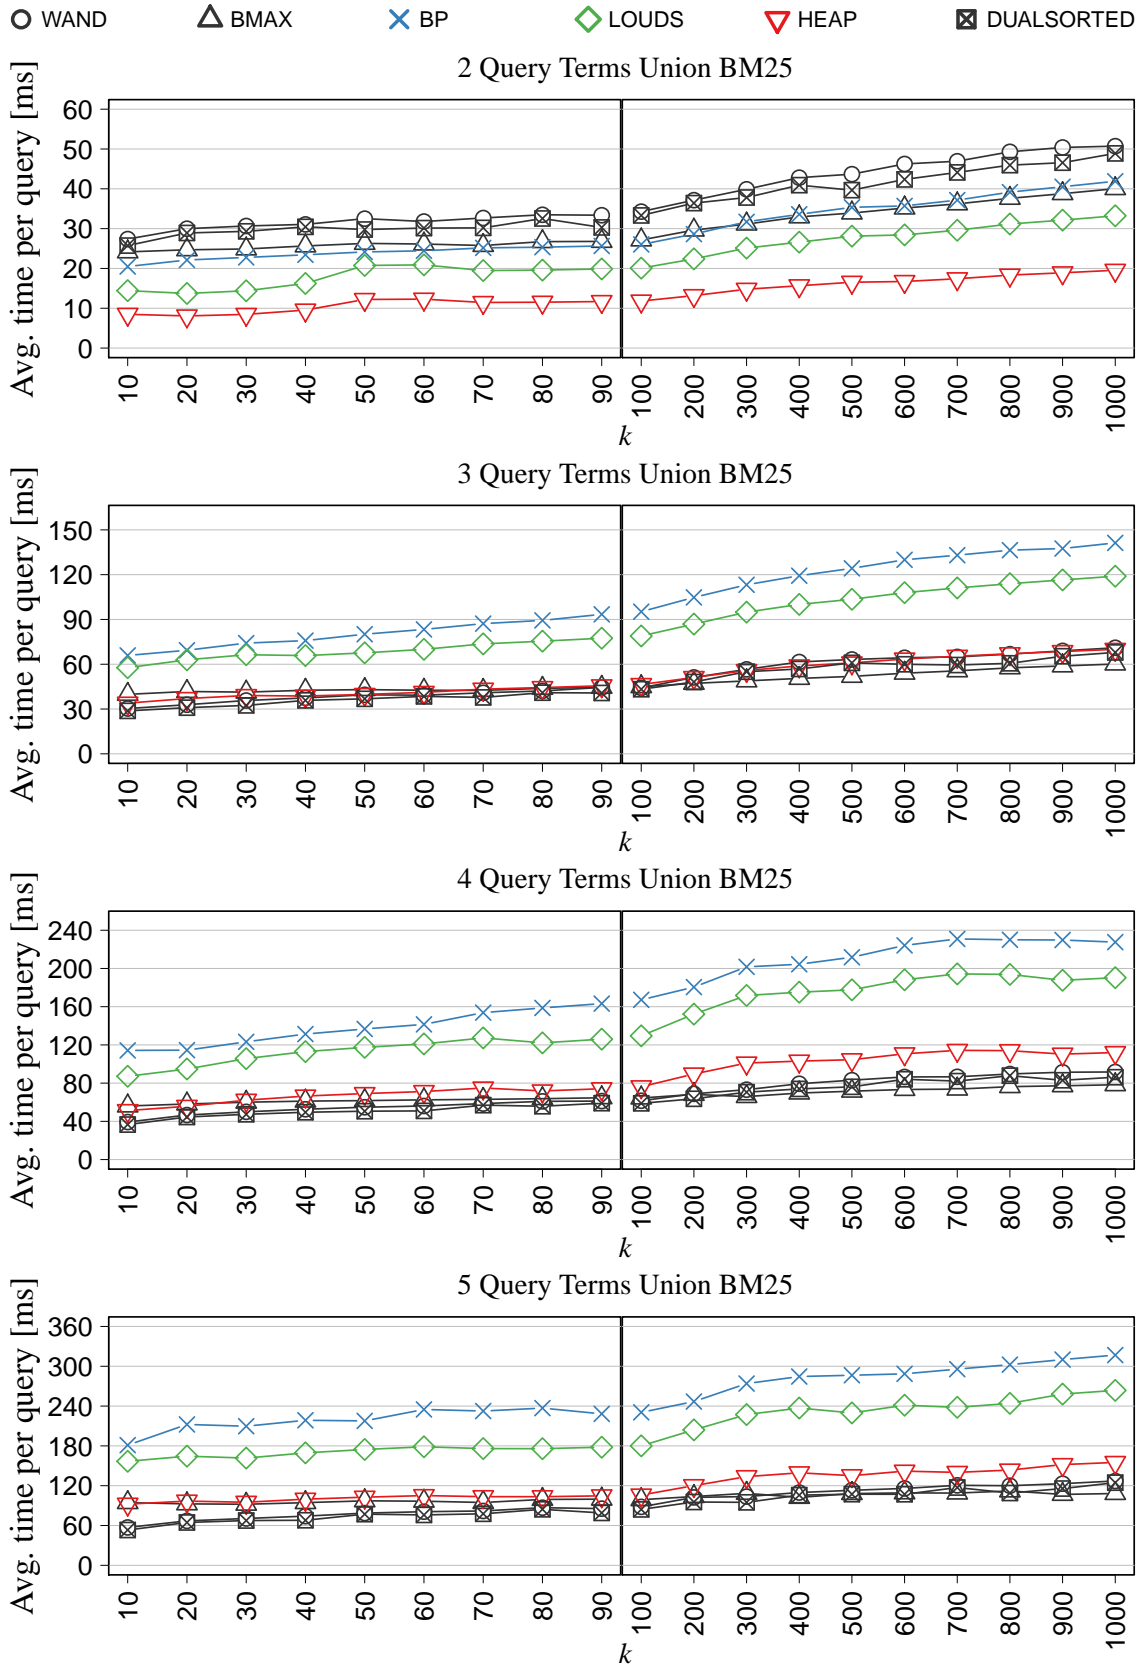 WAND BMAX BP LOUDS HEAP DUALSORTED
2 Query Terms Union BM25
Avg. time per query [ms]
60
50
40
30
20
10
0
10 20 30 40 50 60 70 80 90 100 200 300 400 500 600 700 800 900 1000
k
3 Query Terms Union BM25
Avg. time per query [ms]
150
120
90
60
30
0
10 20 30 40 50 60 70 80 90 100 200 300 400 500 600 700 800 900 1000
k
4 Query Terms Union BM25
Avg. time per query [ms]
240
200
160
120
80
40
0
10 20 30 40 50 60 70 80 90 100 200 300 400 500 600 700 800 900 1000
k
5 Query Terms Union BM25
Avg. time per query [ms]
360
300
240
180
120
60
0
10 20 30 40 50 60 70 80 90 100 200 300 400 500 600 700 800 900 1000
k